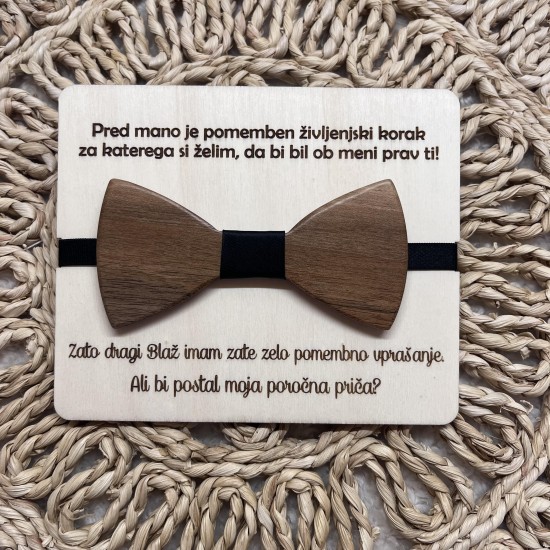 Pred mano je pomemben življenjski korak
za katerega si želim, da bi bil ob meni prav ti!
Zato dragi Blaž imam zate zelo pomembno vprašanje.
Ali bi postal moja poročna priča?